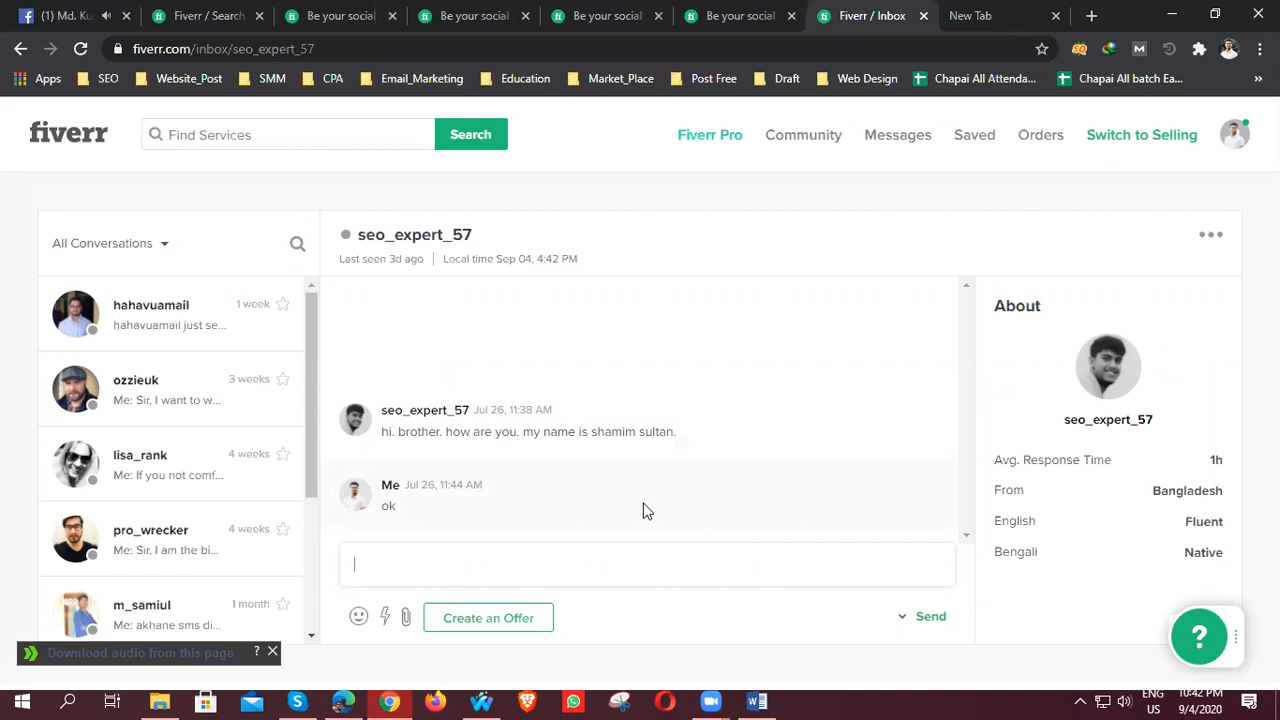 (1) Md. Ku
Fiverr / Search
Be your social
Be your social
Be your social
Be your social
Fiverr / Inbox
New Tab
fiverr.com/inbox/seo_expert_57
Apps
SEO
Website_Post
SMM
CPA
Email_Marketing
Education
Market_Place
Post Free
Draft
Web Design
Chapai All Attenda...
Chapai All batch Ea...
fiverr
Find Services
Search
Fiverr Pro
Community
Messages
Saved
Orders
Switch to Selling
All Conversations
hahavuamail 1 week
hahavuamail just se...
ozzieuk 3 weeks
Me: Sir, I want to w...
lisa_rank 4 weeks
Me: If you not comf...
pro_wrecker 4 weeks
Me: Sir, I am the bi...
m_samiul 1 month
Me: akhane sms di...
seo_expert_57
Last seen 3d ago | Local time Sep 04, 4:42 PM
seo_expert_57 Jul 26, 11:38 AM
hi. brother. how are you. my name is shamim sultan.
Me Jul 26, 11:44 AM
ok
Create an Offer
Send
About
seo_expert_57
Avg. Response Time 1h
From Bangladesh
English Fluent
Bengali Native
?
Download audio from this page ?
ENG
US
10:42 PM
9/4/2020